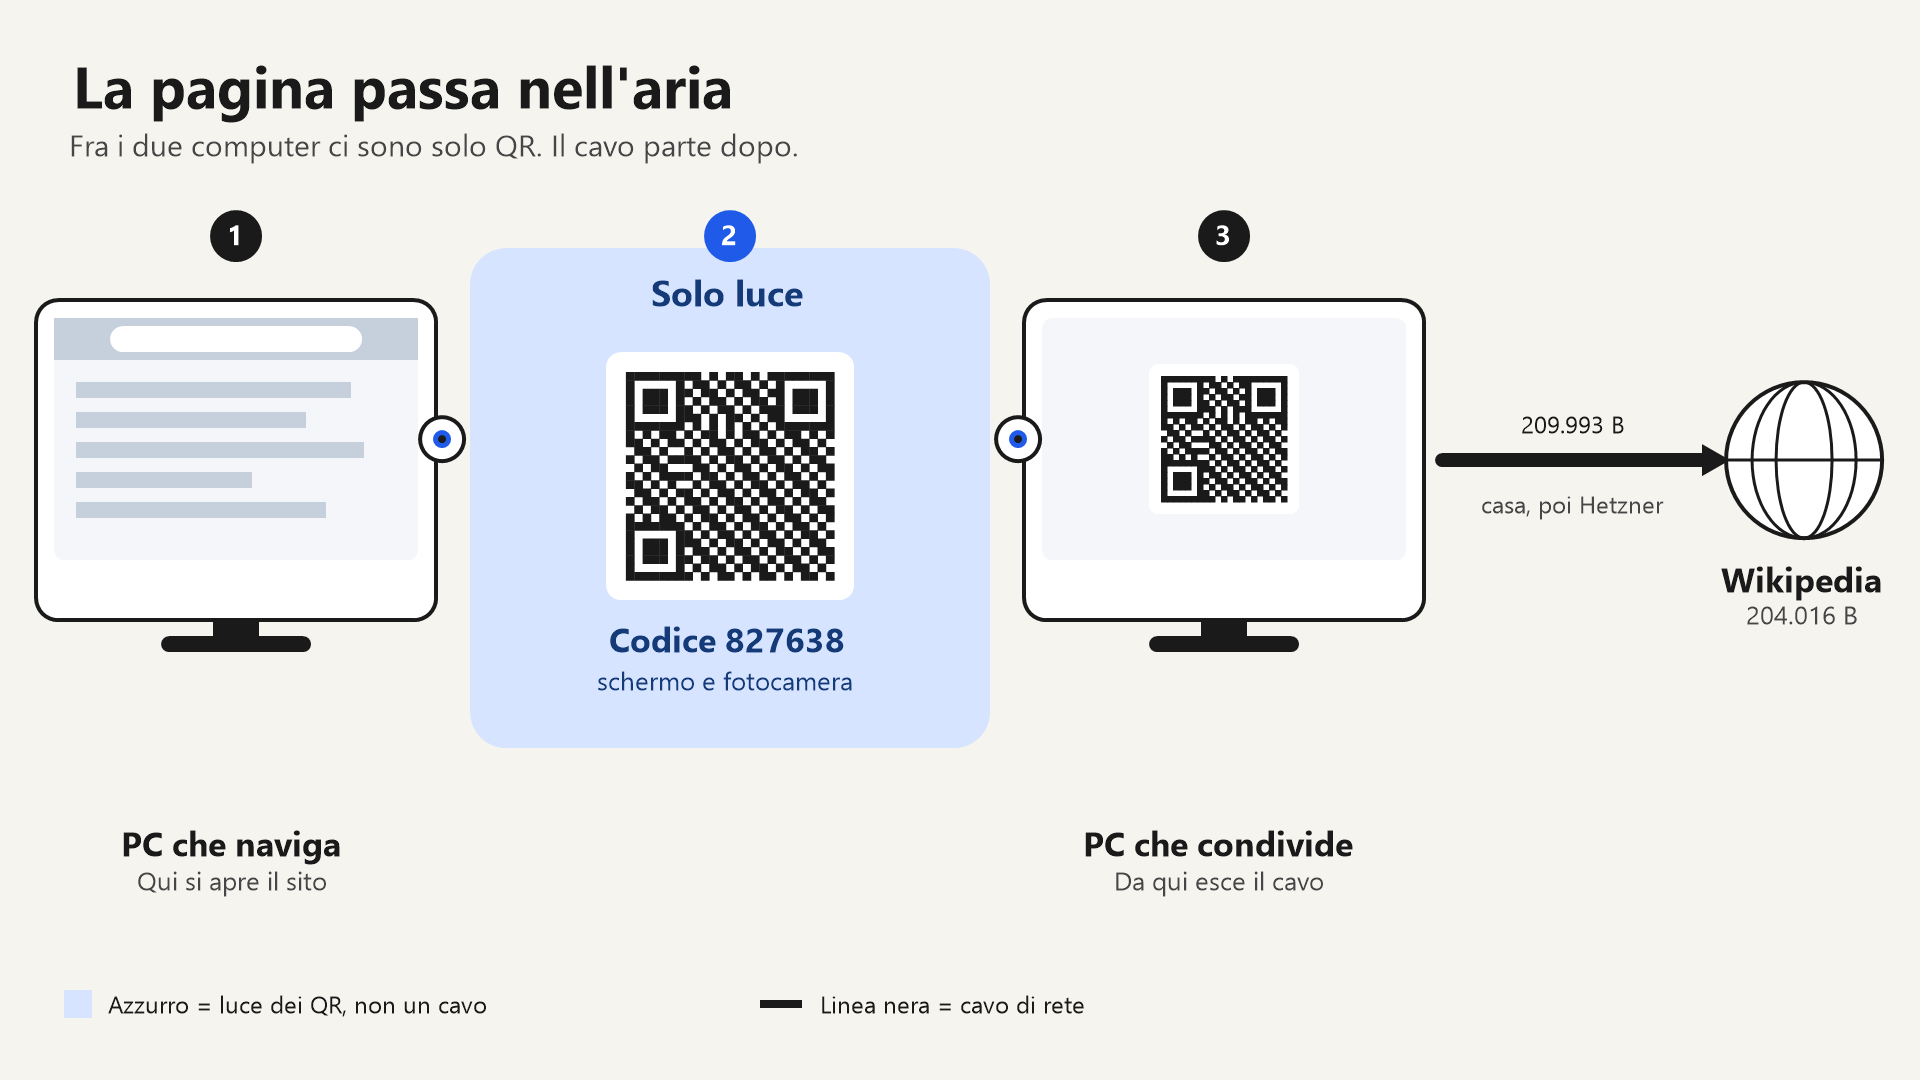 La pagina passa nell'aria
Fra i due computer ci sono solo QR. Il cavo parte dopo.
1
2
3
Solo luce
209.993 B
casa, poi Hetzner
Wikipedia
204.016 B
Codice 827638
schermo e fotocamera
PC che naviga
Qui si apre il sito
PC che condivide
Da qui esce il cavo
Azzurro = luce dei QR, non un cavo
Linea nera = cavo di rete